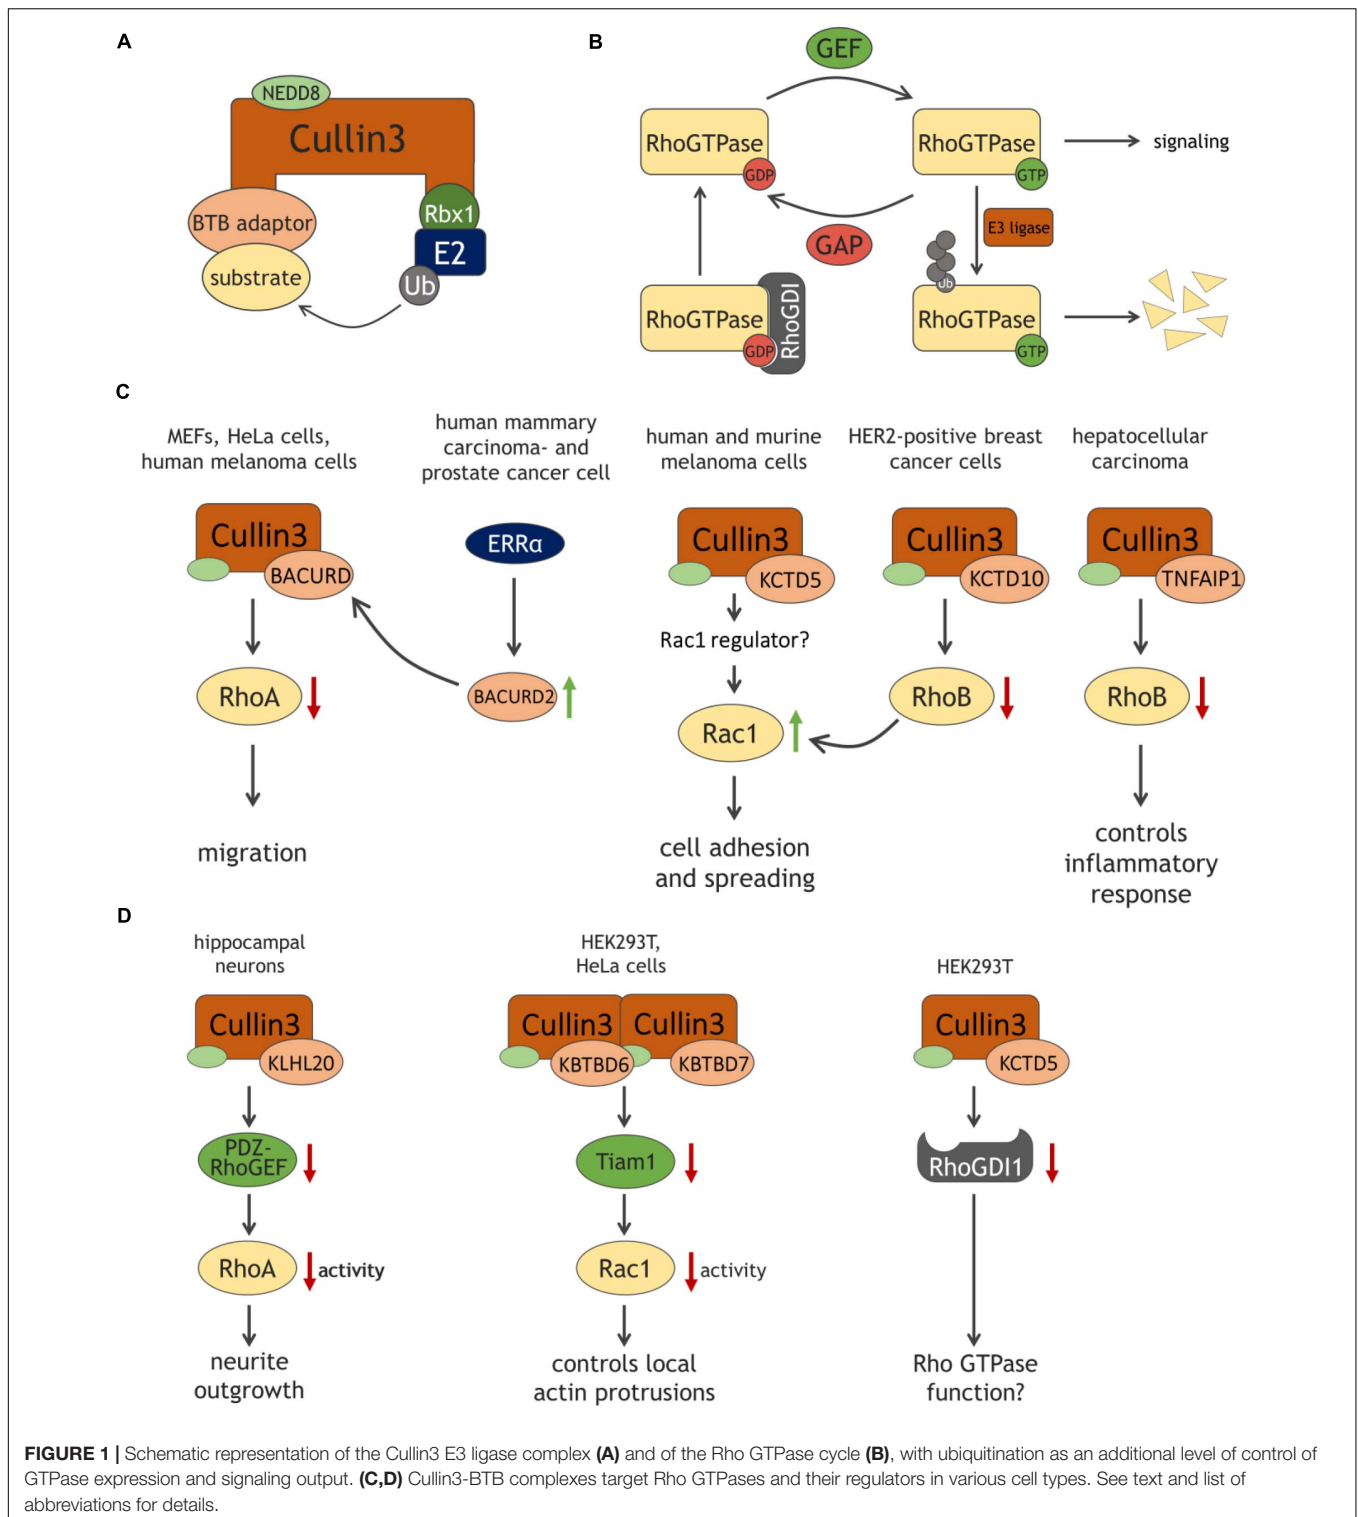 A
NEDD8
Cullin3
BTB adaptor
Rbx1
substrate
E2
Ub
B
GEF
RhoGTPase
GDP
RhoGTPase
GTP
signaling
GAP
E3 ligase
RhoGTPase
GDP
RhoGDI
Ub
RhoGTPase
GTP
C
MEFs, HeLa cells,
human melanoma cells
Cullin3
BACURD
RhoA
migration
human mammary
carcinoma- and
prostate cancer cell
ERRα
BACURD2
human and murine
melanoma cells
Cullin3
KCTD5
Rac1 regulator?
Rac1
cell adhesion
and spreading
HER2-positive breast
cancer cells
Cullin3
KCTD10
RhoB
hepatocellular
carcinoma
Cullin3
TNFAIP1
RhoB
controls
inflammatory
response
D
hippocampal
neurons
Cullin3
KLHL20
PDZ-
RhoGEF
RhoA
activity
neurite
outgrowth
HEK293T,
HeLa cells
Cullin3
Cullin3
KBTBD6
KBTBD7
Tiam1
Rac1
activity
controls local
actin protrusions
HEK293T
Cullin3
KCTD5
RhoGDI1
Rho GTPase
function?
FIGURE 1 | Schematic representation of the Cullin3 E3 ligase complex (A) and of the Rho GTPase cycle (B), with ubiquitination as an additional level of control of
GTPase expression and signaling output. (C,D) Cullin3-BTB complexes target Rho GTPases and their regulators in various cell types. See text and list of
abbreviations for details.